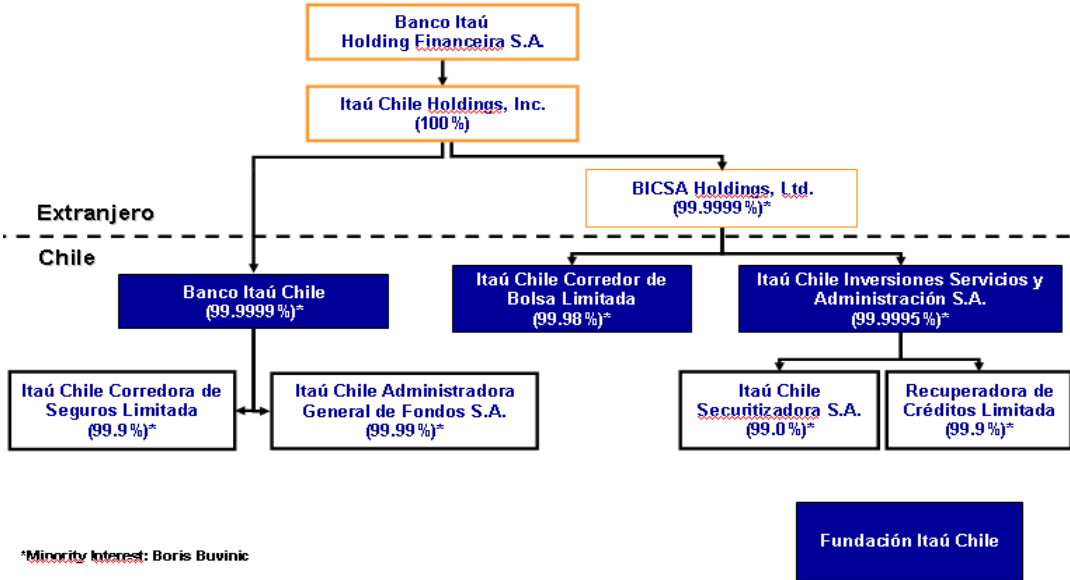 Banco Itaú
Holding Financeira S.A.
Itaú Chile Holdings, Inc.
(100%)
BICSA Holdings, Ltd.
(99.9999%)*
Extranjero
Chile
Banco Itaú Chile
(99.9999%)*
Itaú Chile Corredor de
Bolsa Limitada
(99.98%)*
Itaú Chile Inversiones Servicios y
Administración S.A.
(99.9995%)*
Itaú Chile Corredora de
Seguros Limitada
(99.9%)*
Itaú Chile Administradora
General de Fondos S.A.
(99.99%)*
Itaú Chile
Securitizadora S.A.
(99.0%)*
Recuperadora de
Créditos Limitada
(99.9%)*
Fundación Itaú Chile
*Minority Interest: Boris Buvinic